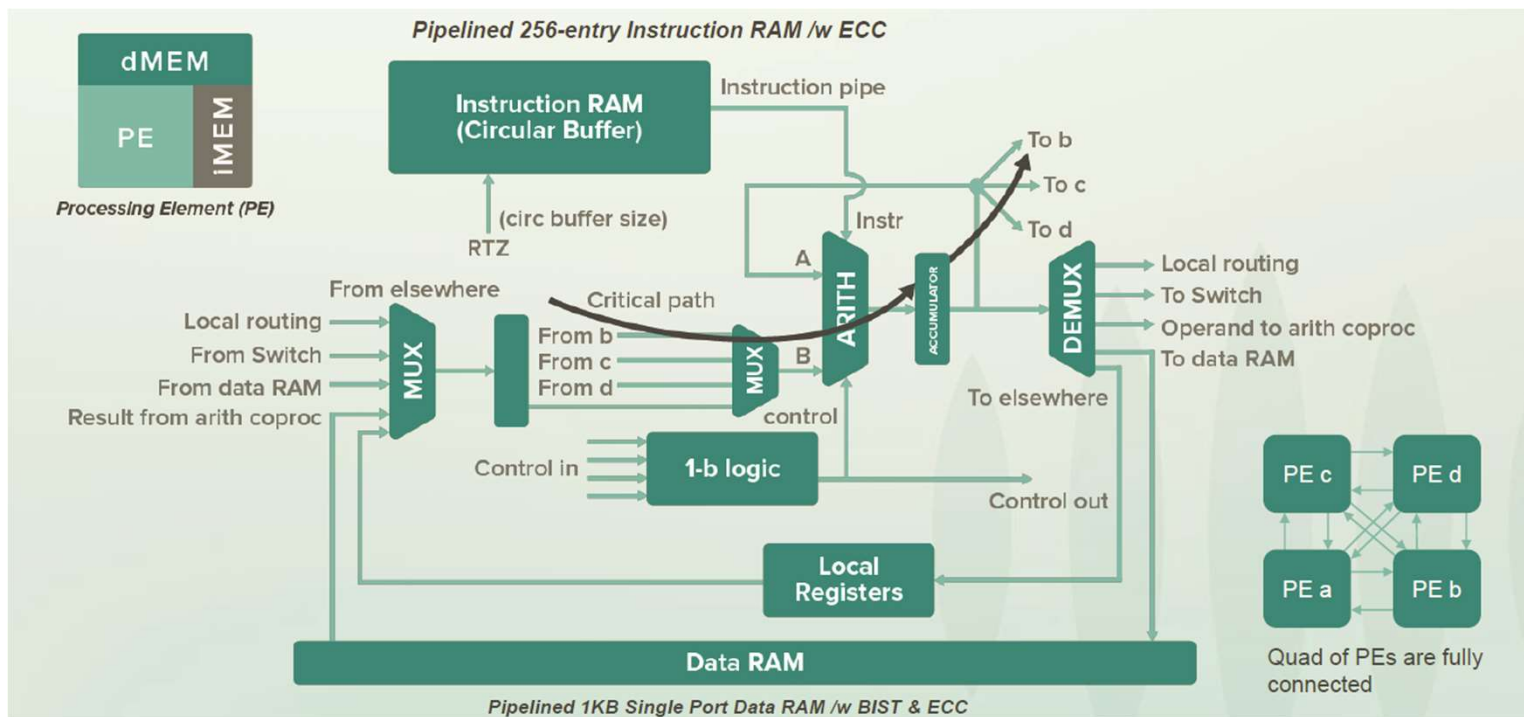 Pipelined 256-entry Instruction RAM /w ECC
dMEM
PE
iMEM
Processing Element (PE)
Instruction RAM
(Circular Buffer)
Instruction pipe
(circ buffer size)
RTZ
Instr
To b
To c
To d
A
From elsewhere
Critical path
Local routing
From Switch
From data RAM
Result from arith coproc
MUX
From b
From c
From d
MUX
B
ARITH
ACCUMULATOR
DEMUX
Local routing
To Switch
Operand to arith coproc
To data RAM
To elsewhere
control
Control in
1-b logic
Control out
Local
Registers
Data RAM
Pipelined 1KB Single Port Data RAM /w BIST & ECC
PE c
PE d
PE a
PE b
Quad of PEs are fully
connected